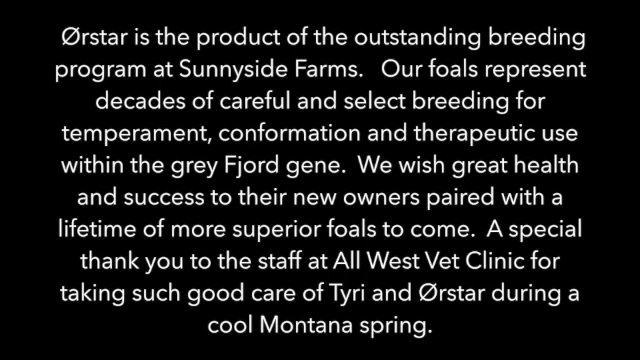 Ørstar is the product of the outstanding breeding
program at Sunnyside Farms.   Our foals represent
decades of careful and select breeding for
temperament, conformation and therapeutic use
within the grey Fjord gene.  We wish great health
and success to their new owners paired with a
lifetime of more superior foals to come.  A special
thank you to the staff at All West Vet Clinic for
taking such good care of Tyri and Ørstar during a
cool Montana spring.